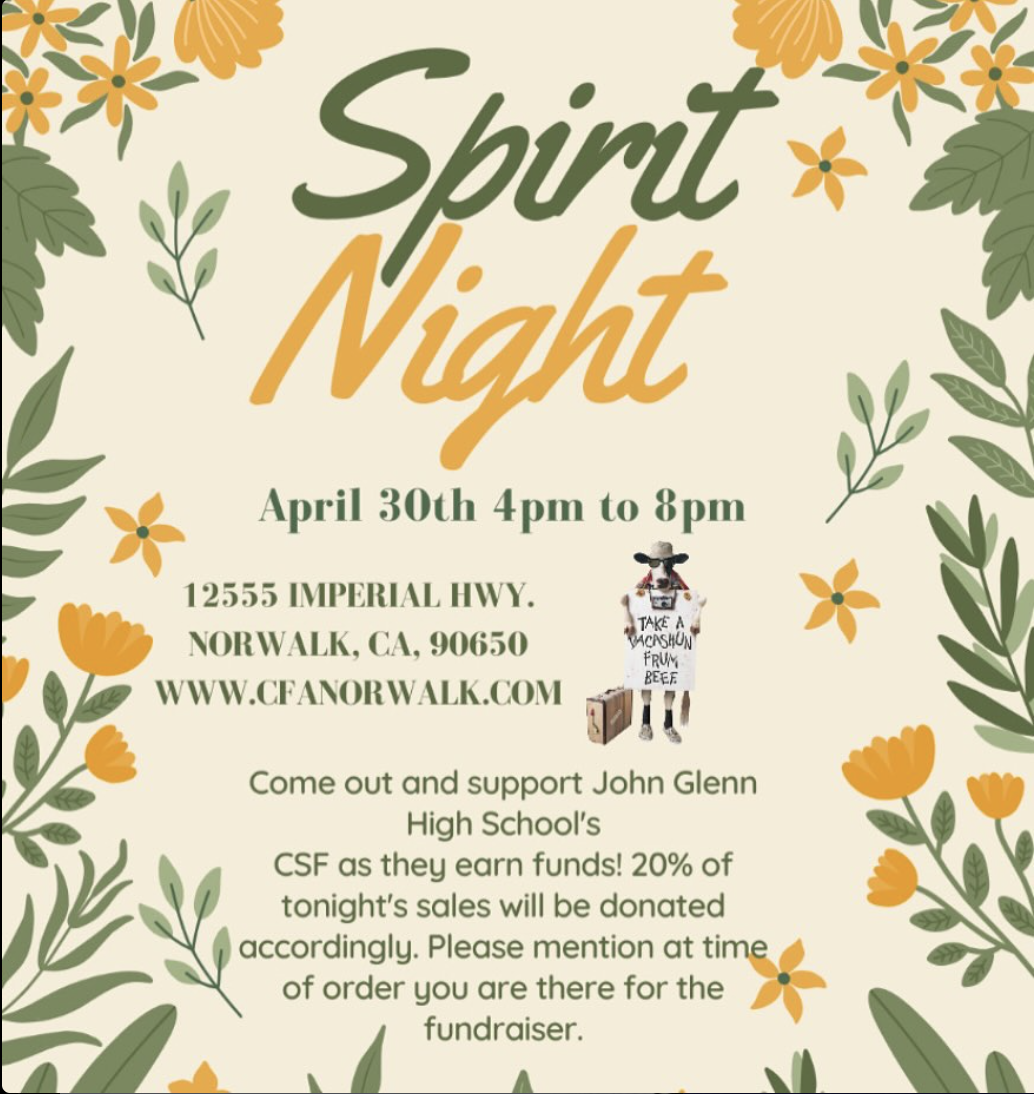 Spirit
Night
April 30th 4pm to 8pm
12555 IMPERIAL HWY.
NORWALK, CA, 90650
WWW.CFANORWALK.COM
TAKE A
VACASHUN
FRUM
BEEF
Come out and support John Glenn
High School's
CSF as they earn funds! 20% of
tonight's sales will be donated
accordingly. Please mention at time
of order you are there for the
fundraiser.